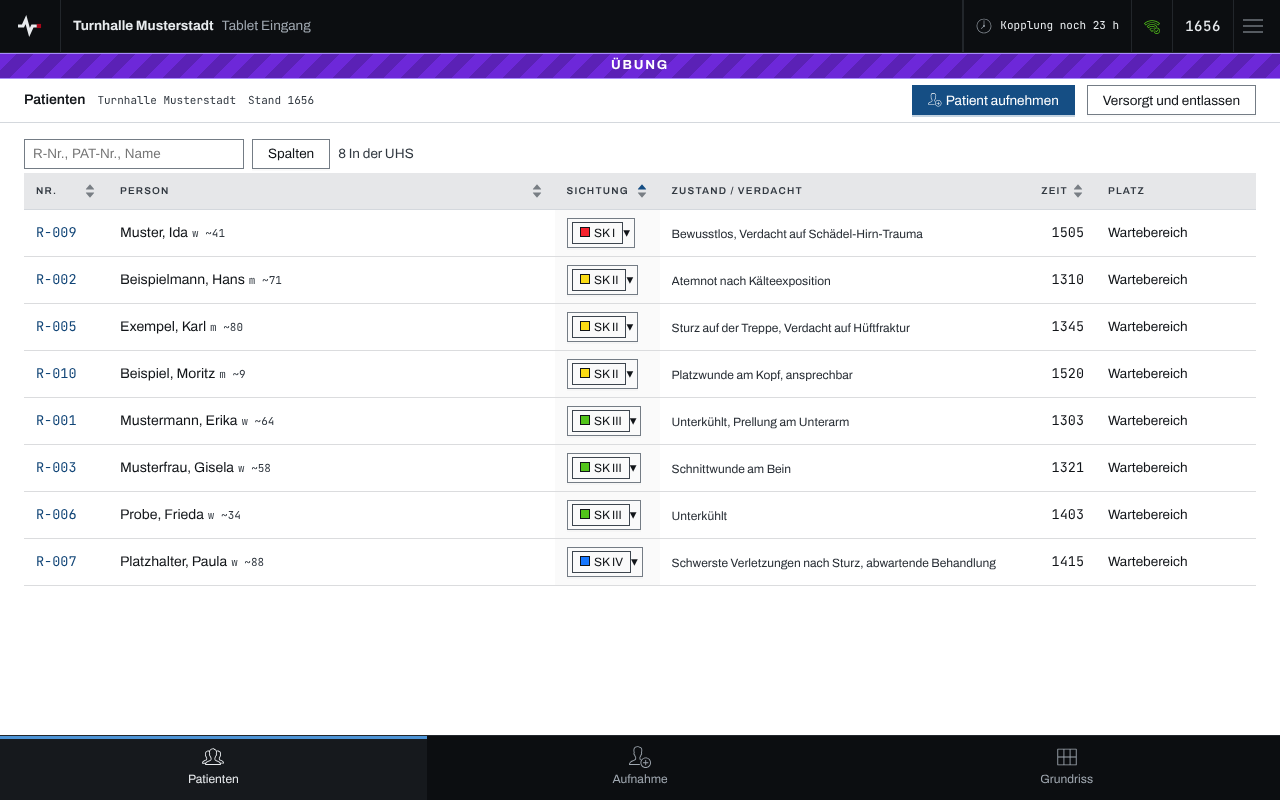 Turnhalle Musterstadt Tablet Eingang Kopplung noch 23 h 1656
ÜBUNG
Patienten Turnhalle Musterstadt Stand 1656 Patient aufnehmen Versorgt und entlassen
R-Nr., PAT-Nr., Name Spalten 8 In der UHS
NR. PERSON SICHTUNG ZUSTAND / VERDACHT ZEIT PLATZ
R-009 Muster, Ida w ~41 SK I Bewusstlos, Verdacht auf Schädel-Hirn-Trauma 1505 Wartebereich
R-002 Beispielmann, Hans m ~71 SK II Atemnot nach Kälteexposition 1310 Wartebereich
R-005 Exempel, Karl m ~80 SK II Sturz auf der Treppe, Verdacht auf Hüftfraktur 1345 Wartebereich
R-010 Beispiel, Moritz m ~9 SK II Platzwunde am Kopf, ansprechbar 1520 Wartebereich
R-001 Mustermann, Erika w ~64 SK III Unterkühlt, Prellung am Unterarm 1303 Wartebereich
R-003 Musterfrau, Gisela w ~58 SK III Schnittwunde am Bein 1321 Wartebereich
R-006 Probe, Frieda w ~34 SK III Unterkühlt 1403 Wartebereich
R-007 Platzhalter, Paula w ~88 SK IV Schwerste Verletzungen nach Sturz, abwartende Behandlung 1415 Wartebereich
Patienten Aufnahme Grundriss